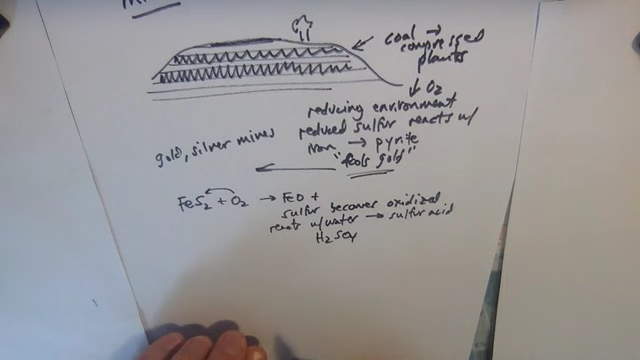 coal →
compressed
plants
↓ O2
reducing environment
reduced sulfur reacts w/
iron → pyrite
"fools gold"
gold, silver mines
FeS2 + O2 → FeO +
sulfur becomes oxidized
reacts w/water → sulfur acid
H2SO4